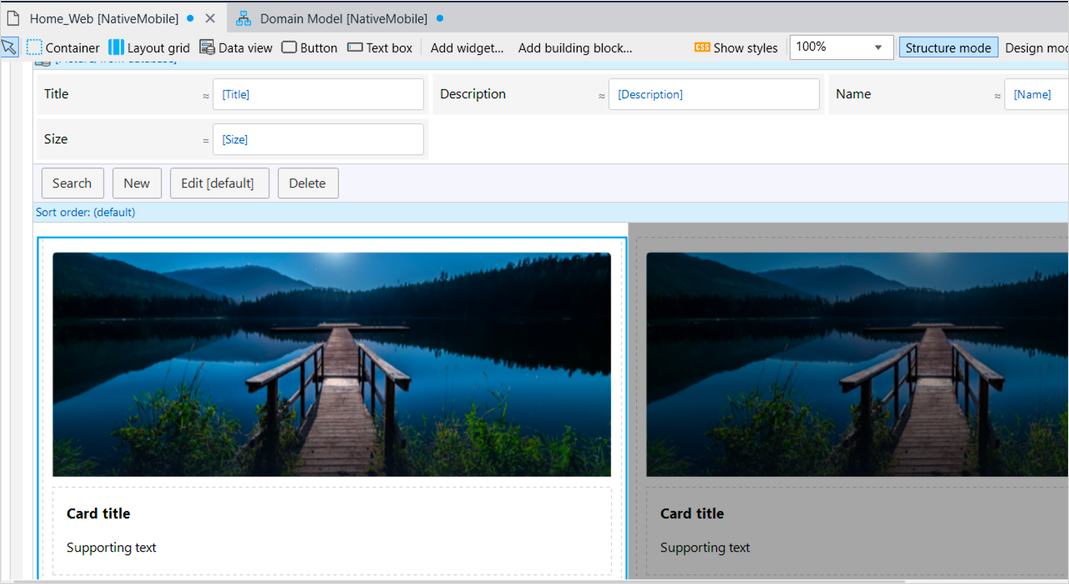 Home_Web [NativeMobile]
Domain Model [NativeMobile]
Container Layout grid Data view Button Text box Add widget... Add building block... CSS Show styles 100% Structure mode Design mod
Title ≈ [Title] Description ≈ [Description] Name ≈ [Name]
Size = [Size]
Search New Edit [default] Delete
Sort order: (default)
Card title Card title
Supporting text Supporting text